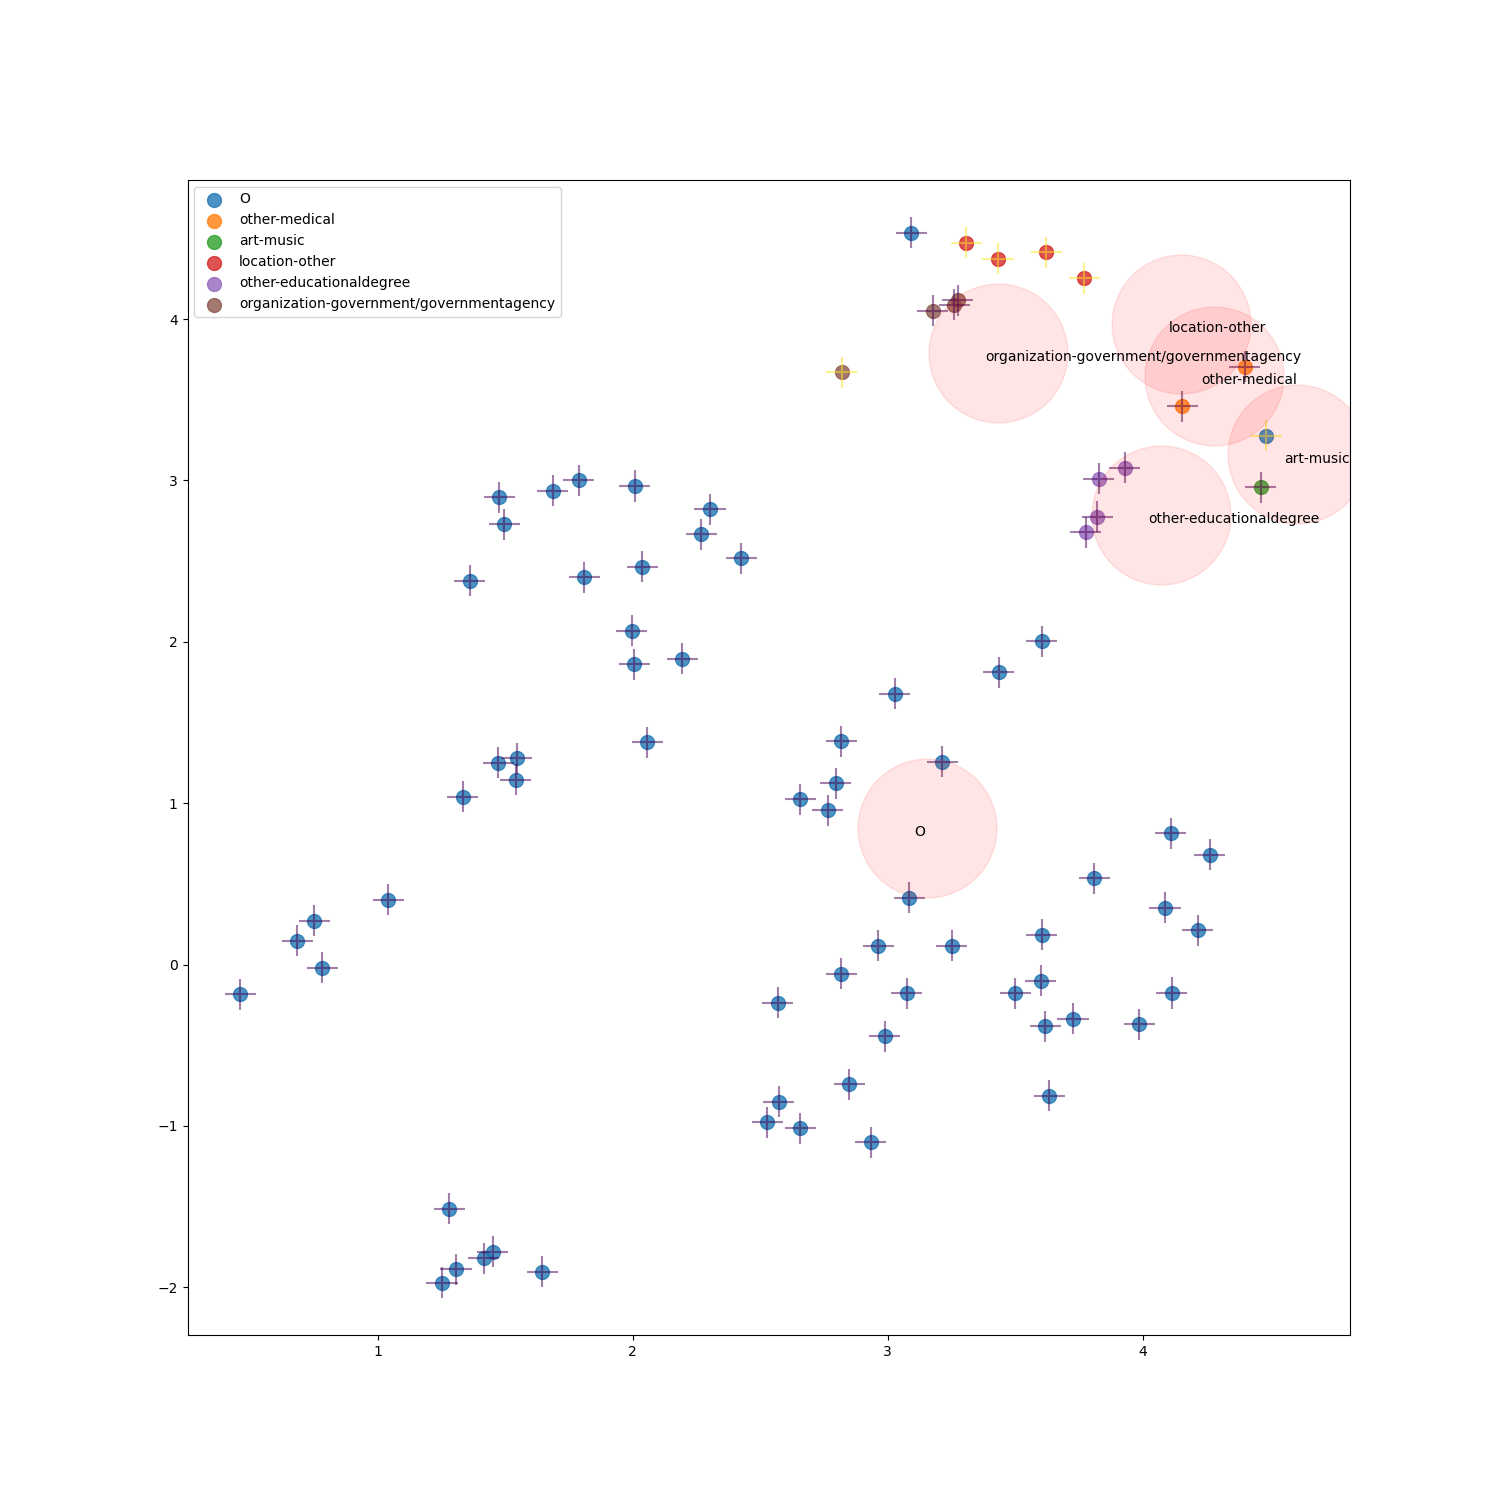 O
other-medical
art-music
location-other
other-educationaldegree
organization-government/governmentagency
location-other
organization-government/governmentagency
other-medical
art-music
other-educationaldegree
O
4
3
2
1
0
−1
−2
1
2
3
4